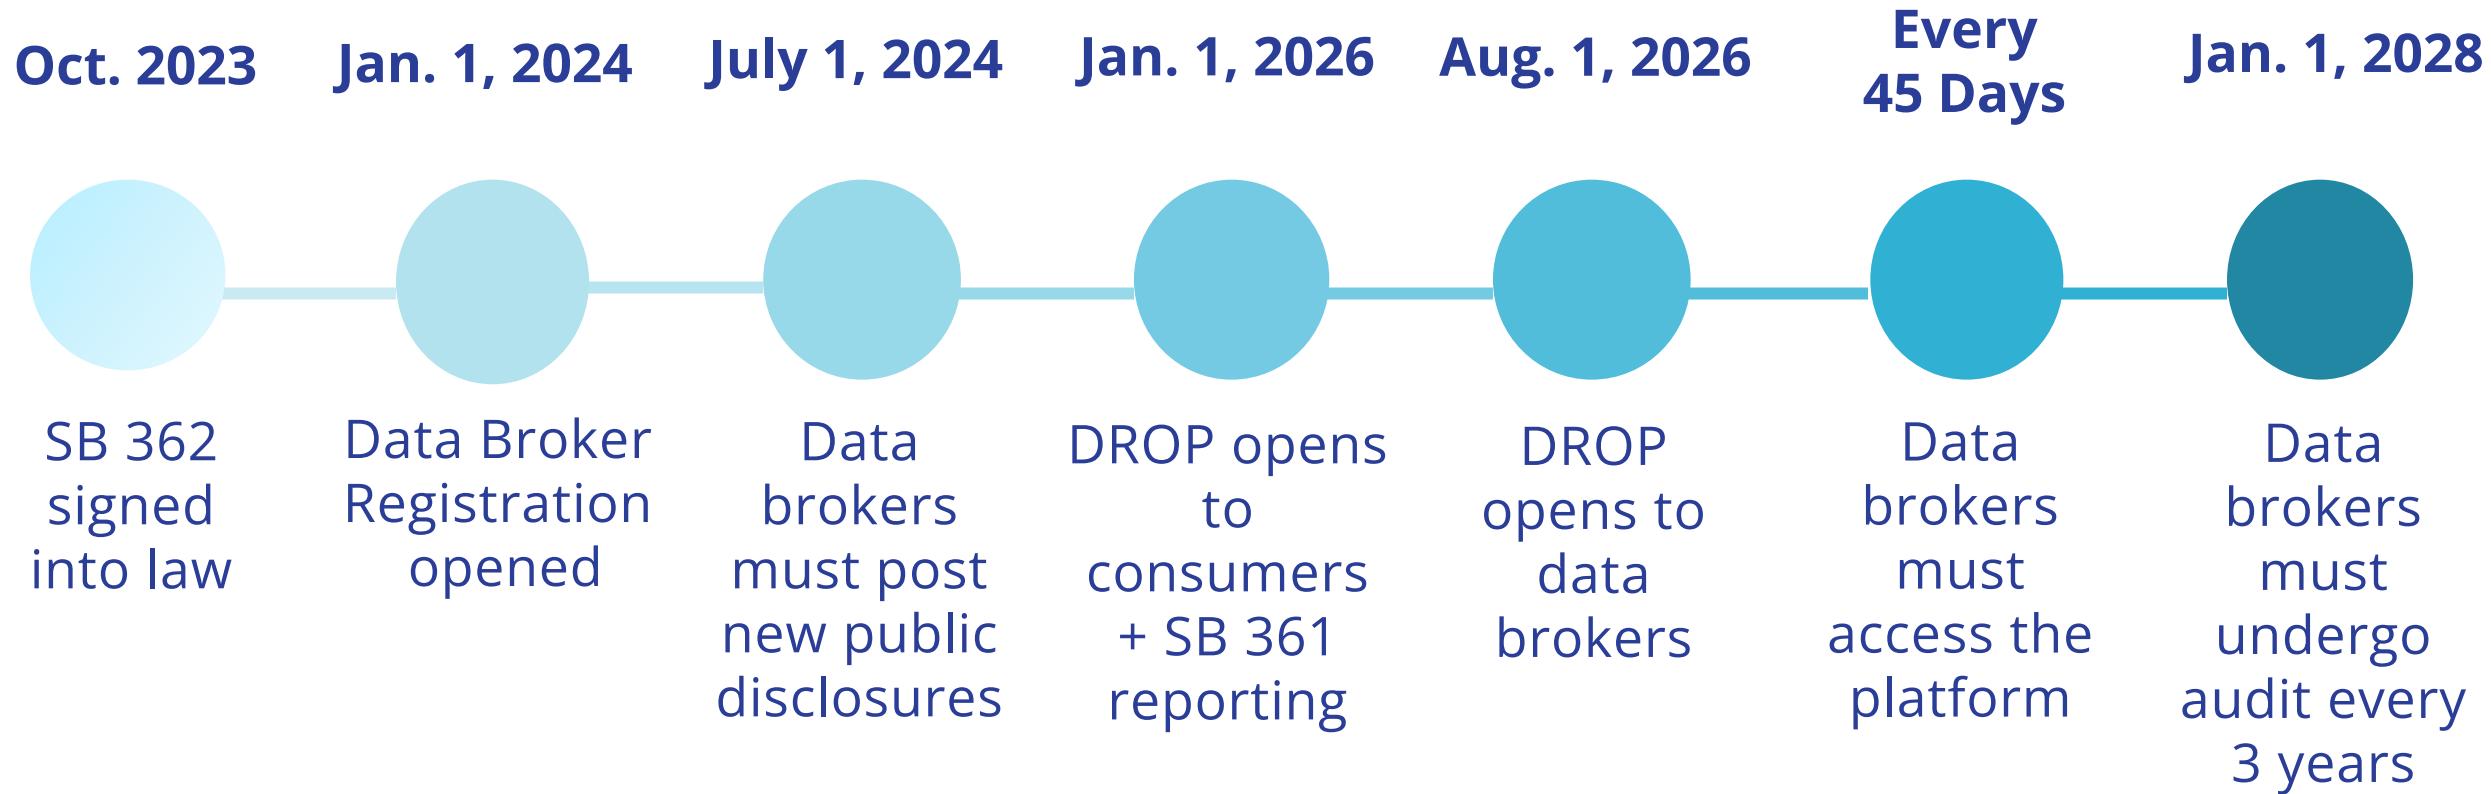 Oct. 2023
SB 362
signed
into law
Jan. 1, 2024
Data Broker
Registration
opened
July 1, 2024
Data
brokers
must post
new public
disclosures
Jan. 1, 2026
DROP opens
to
consumers
+ SB 361
reporting
Aug. 1, 2026
DROP
opens to
data
brokers
Every
45 Days
Data
brokers
must
access the
platform
Jan. 1, 2028
Data
brokers
must
undergo
audit every
3 years